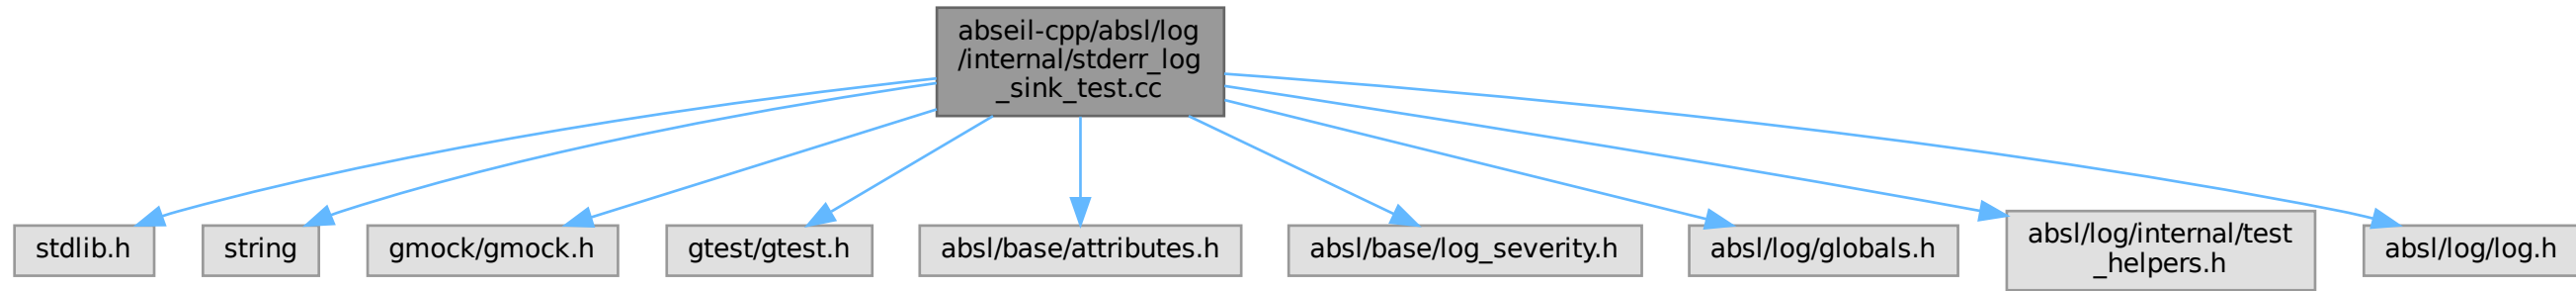 abseil-cpp/absl/log
/internal/stderr_log
_sink_test.cc
stdlib.h
string
gmock/gmock.h
gtest/gtest.h
absl/base/attributes.h
absl/base/log_severity.h
absl/log/globals.h
absl/log/internal/test
_helpers.h
absl/log/log.h